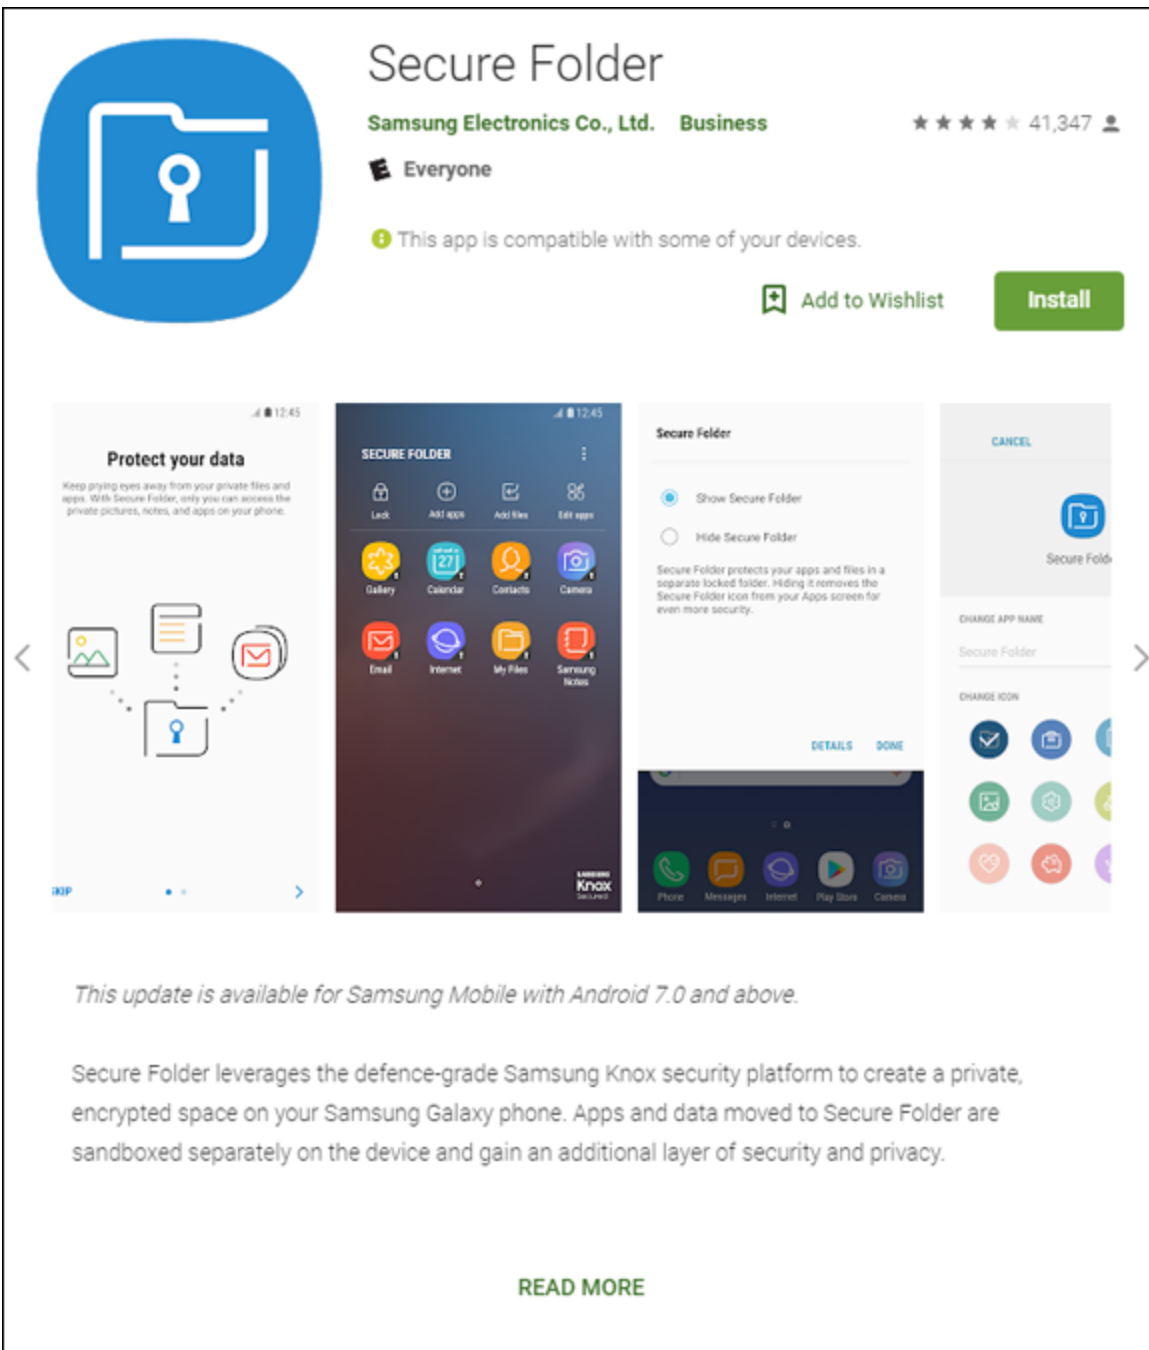 Secure Folder
Samsung Electronics Co., Ltd. Business
41,347
E Everyone
This app is compatible with some of your devices.
Add to Wishlist
Install
12:45
Protect your data
Keep prying eyes away from your private files and
apps. With Secure Folder, only you can access the
private pictures, notes, and apps on your phone.
KIP
12:45
SECURE FOLDER
Lock Add apps Add files Edit apps
27
Gallery Calendar Contacts Camera
Email Internet My Files Samsung
Notes
SAMSUNG
Knox
Secured
Secure Folder
Show Secure Folder
Hide Secure Folder
Secure Folder protects your apps and files in a
separate locked folder. Hiding it removes the
Secure Folder icon from your Apps screen for
even more security.
DETAILS DONE
Phone Messages Internet Play Store Camera
CANCEL
Secure Folde
CHANGE APP NAME
Secure Folder
CHANGE ICON
This update is available for Samsung Mobile with Android 7.0 and above.
Secure Folder leverages the defence-grade Samsung Knox security platform to create a private,
encrypted space on your Samsung Galaxy phone. Apps and data moved to Secure Folder are
sandboxed separately on the device and gain an additional layer of security and privacy.
READ MORE